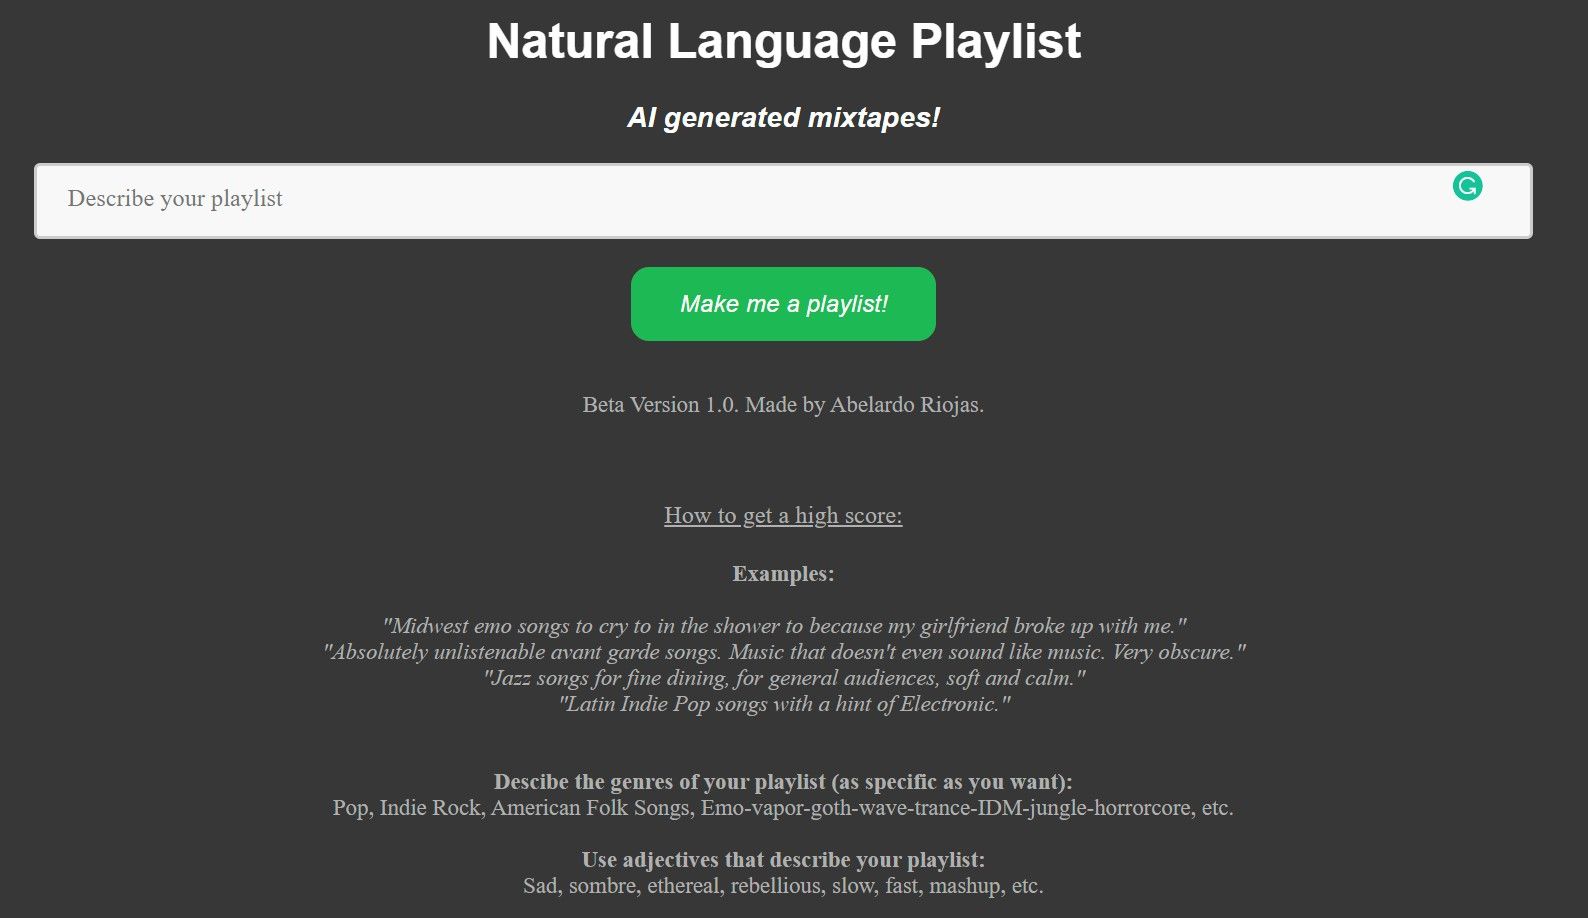 Natural Language Playlist
AI generated mixtapes!
Describe your playlist
Make me a playlist!
Beta Version 1.0. Made by Abelardo Riojas.
How to get a high score:
Examples:
"Midwest emo songs to cry to in the shower to because my girlfriend broke up with me."
"Absolutely unlistenable avant garde songs. Music that doesn't even sound like music. Very obscure."
"Jazz songs for fine dining, for general audiences, soft and calm."
"Latin Indie Pop songs with a hint of Electronic."
Descibe the genres of your playlist (as specific as you want):
Pop, Indie Rock, American Folk Songs, Emo-vapor-goth-wave-trance-IDM-jungle-horrorcore, etc.
Use adjectives that describe your playlist:
Sad, sombre, ethereal, rebellious, slow, fast, mashup, etc.